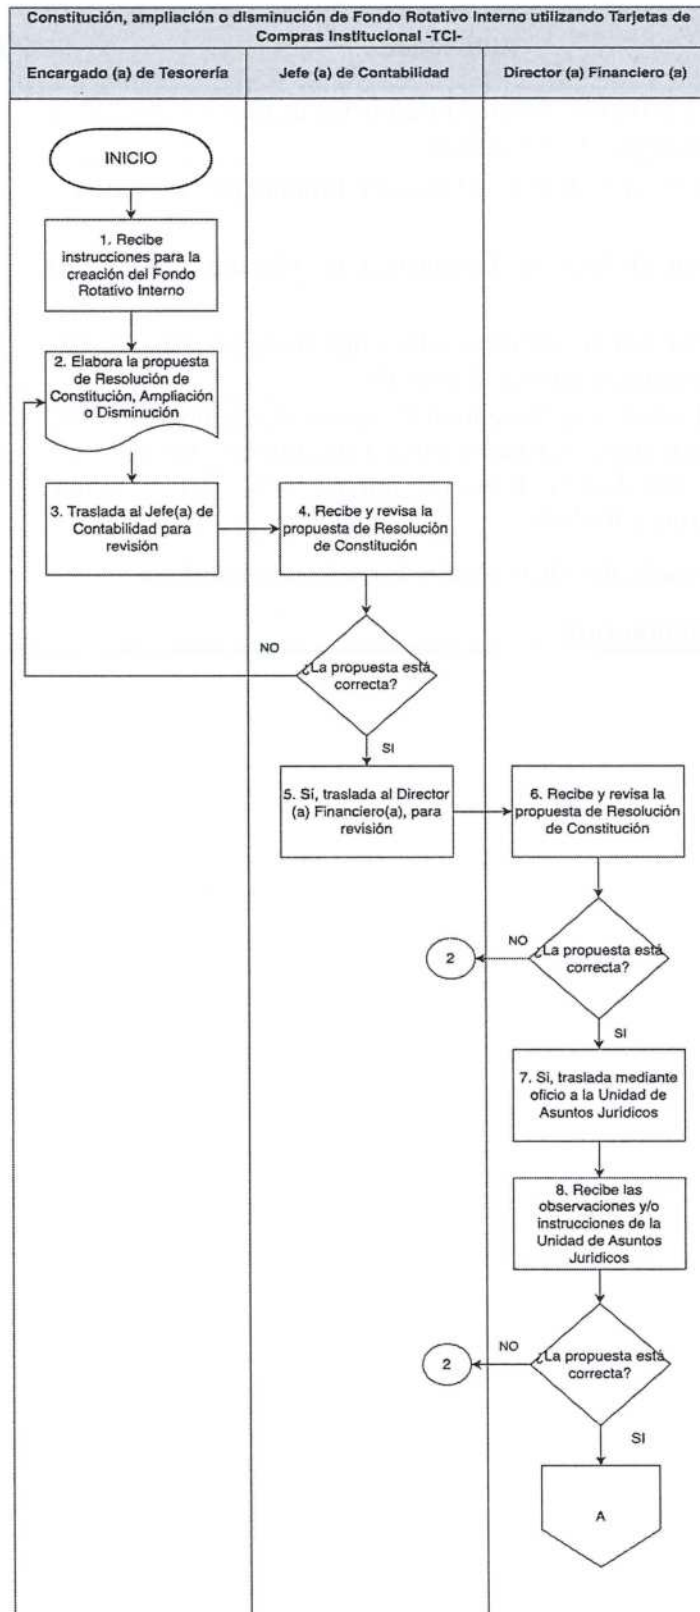 Constitución, ampliación o disminución de Fondo Rotativo Interno utilizando Tarjetas de
Compras Institucional -TCI-
Encargado (a) de Tesorería
Jefe (a) de Contabilidad
Director (a) Financiero (a)
INICIO
1. Recibe
instrucciones para la
creación del Fondo
Rotativo Interno
2. Elabora la propuesta
de Resolución de
Constitución, Ampliación
o Disminución
3. Traslada al Jefe(a) de
Contabilidad para
revisión
4. Recibe y revisa la
propuesta de Resolución
de Constitución
¿La propuesta está
correcta?
NO
SI
5. Sí, traslada al Director
(a) Financiero(a), para
revisión
6. Recibe y revisa la
propuesta de Resolución
de Constitución
¿La propuesta está
correcta?
NO
2
SI
7. Si, traslada mediante
oficio a la Unidad de
Asuntos Jurídicos
8. Recibe las
observaciones y/o
instrucciones de la
Unidad de Asuntos
Jurídicos
¿La propuesta está
correcta?
NO
2
SI
A